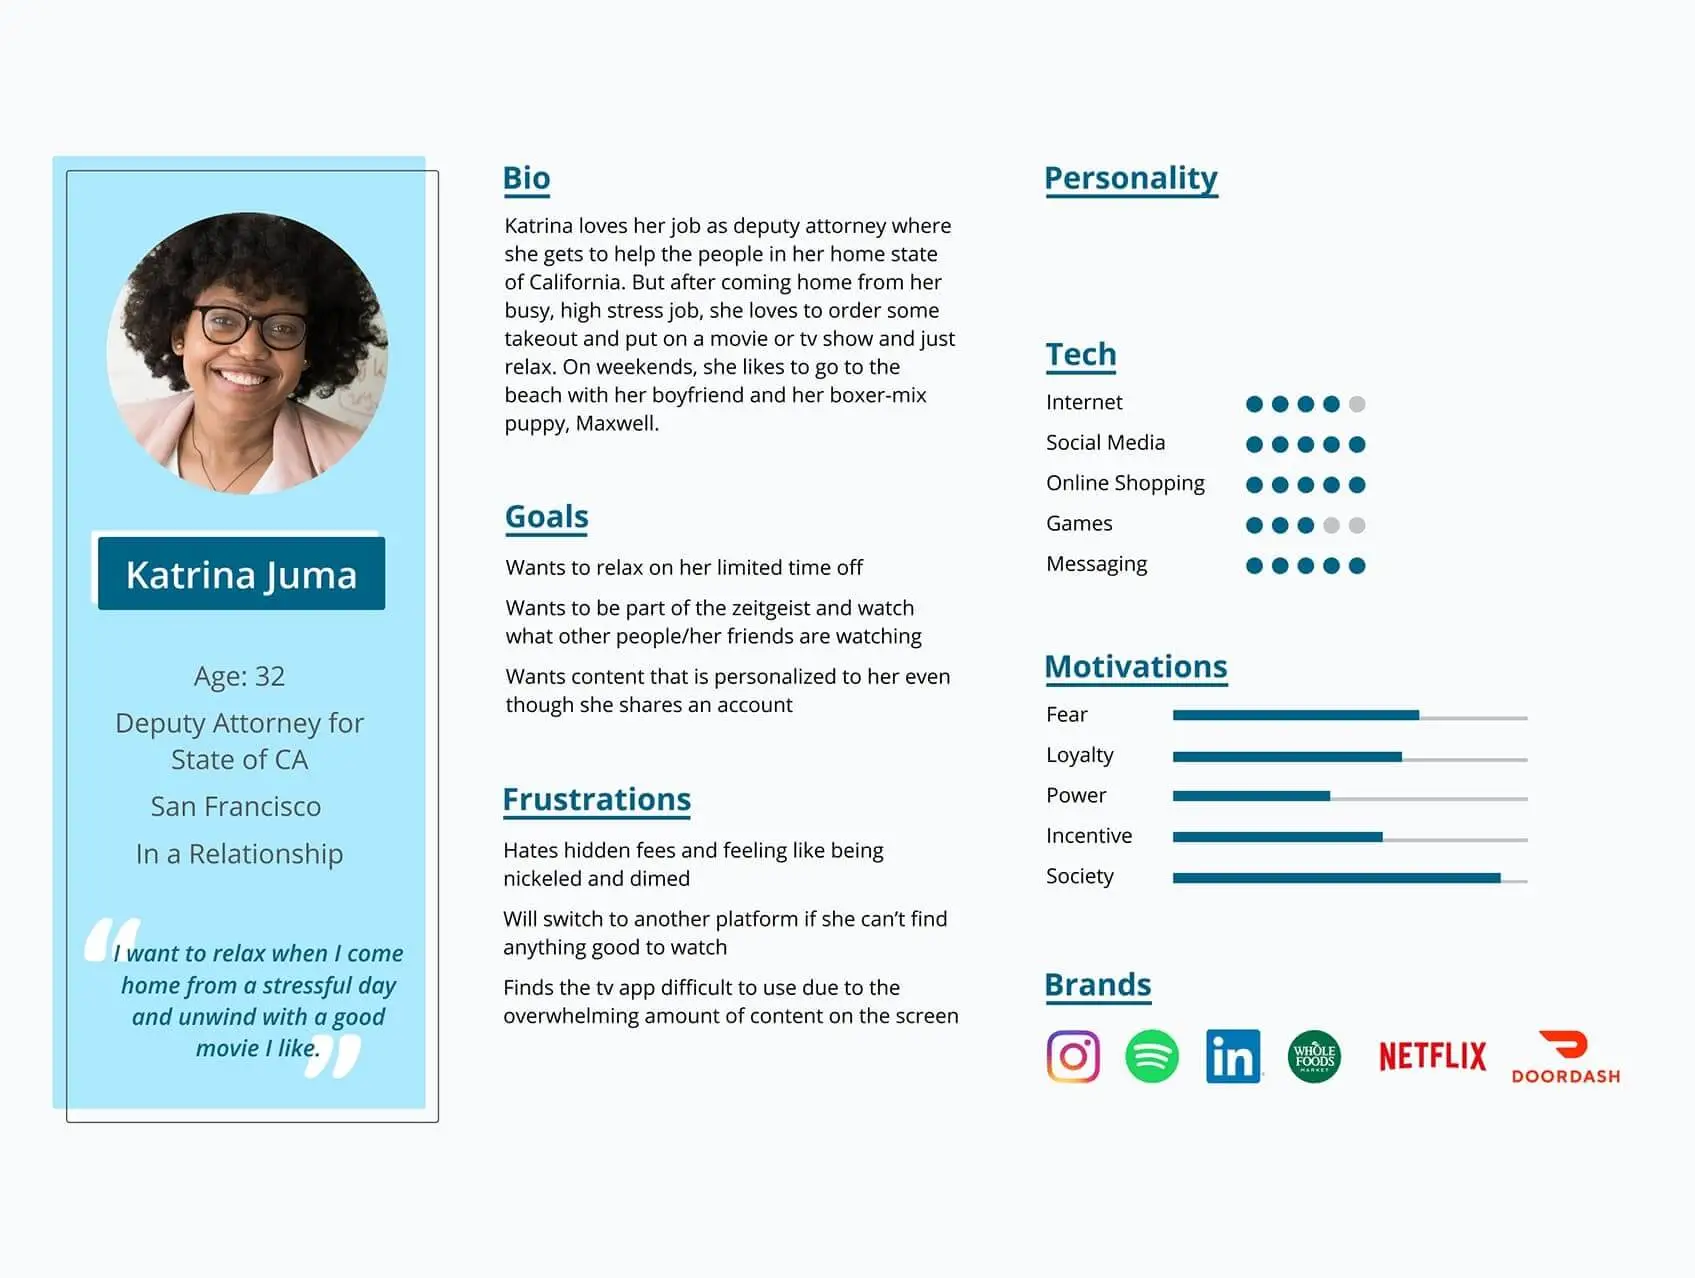 Katrina Juma
Age: 32
Deputy Attorney for
State of CA
San Francisco
In a Relationship
“I want to relax when I come
home from a stressful day
and unwind with a good
movie I like.”
Bio
Katrina loves her job as deputy attorney where
she gets to help the people in her home state
of California. But after coming home from her
busy, high stress job, she loves to order some
takeout and put on a movie or tv show and just
relax. On weekends, she likes to go to the
beach with her boyfriend and her boxer-mix
puppy, Maxwell.
Goals
Wants to relax on her limited time off
Wants to be part of the zeitgeist and watch
what other people/her friends are watching
Wants content that is personalized to her even
though she shares an account
Frustrations
Hates hidden fees and feeling like being
nickeled and dimed
Will switch to another platform if she can’t find
anything good to watch
Finds the tv app difficult to use due to the
overwhelming amount of content on the screen
Personality
Tech
Internet
Social Media
Online Shopping
Games
Messaging
Motivations
Fear
Loyalty
Power
Incentive
Society
Brands
in
WHOLE
FOODS
MARKET
NETFLIX
DOORDASH